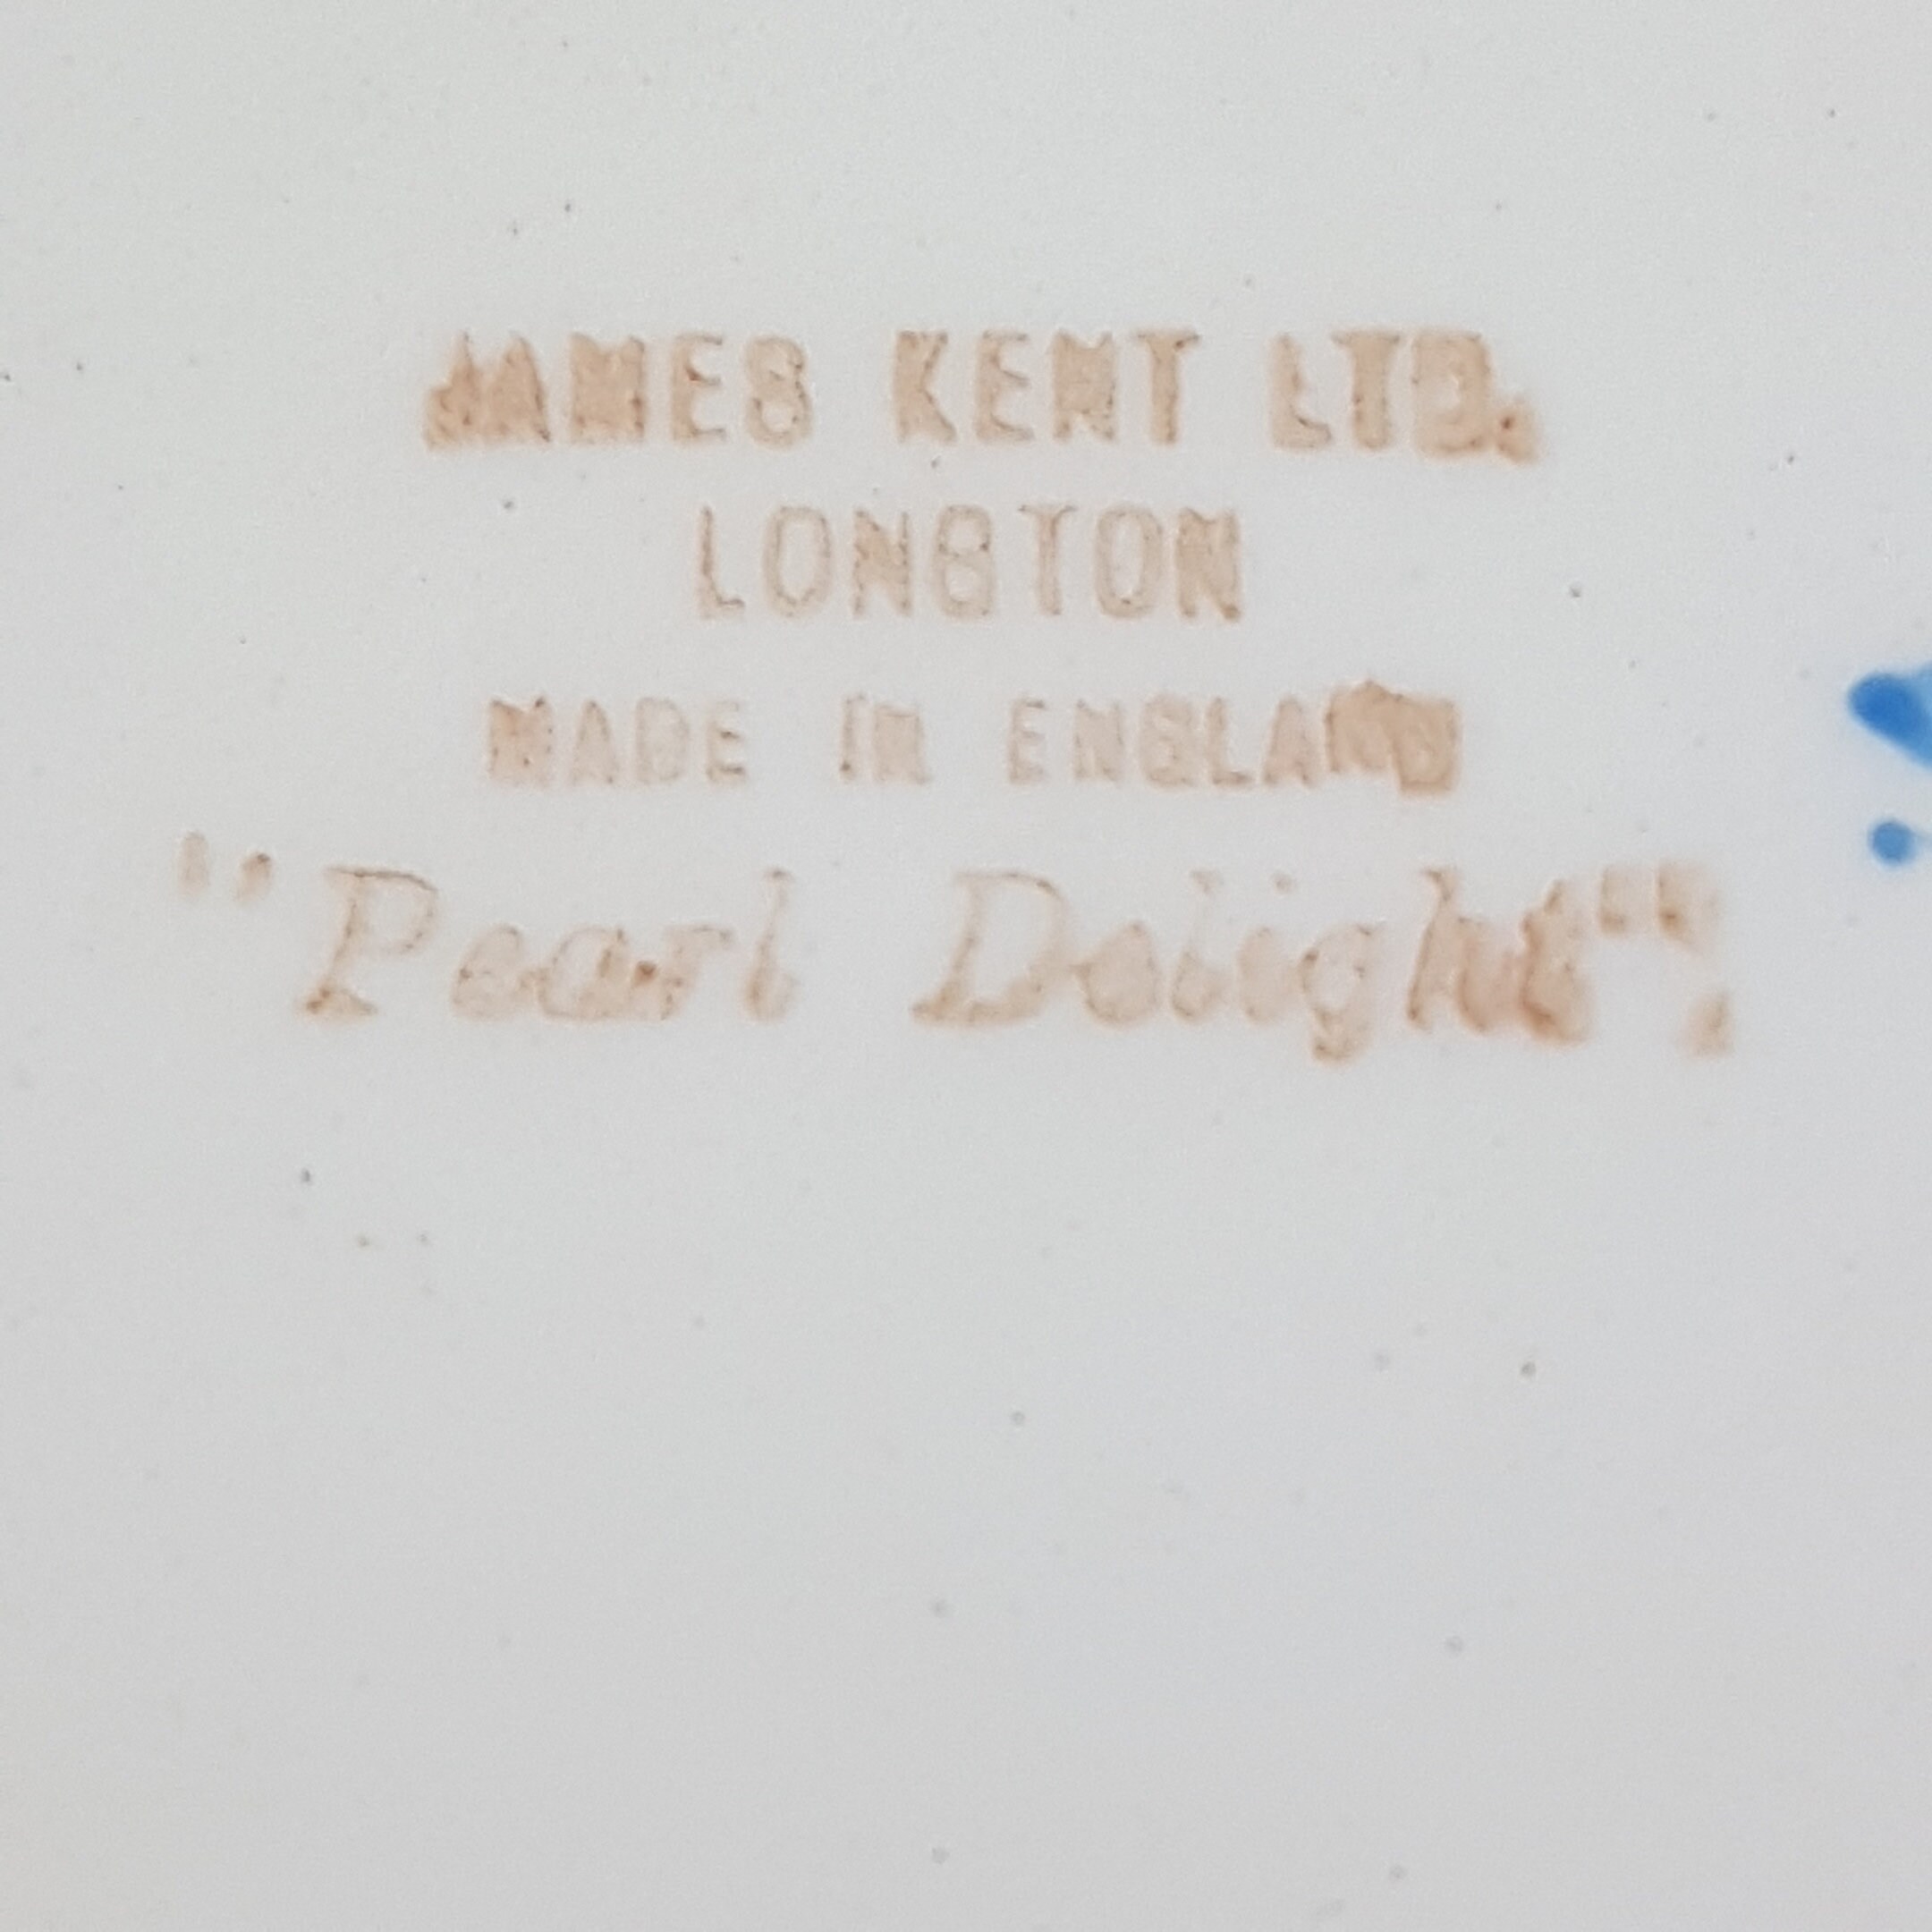 JAMES KENT LTD.
LONGTON
MADE IN ENGLAND
"Pearl Delight".